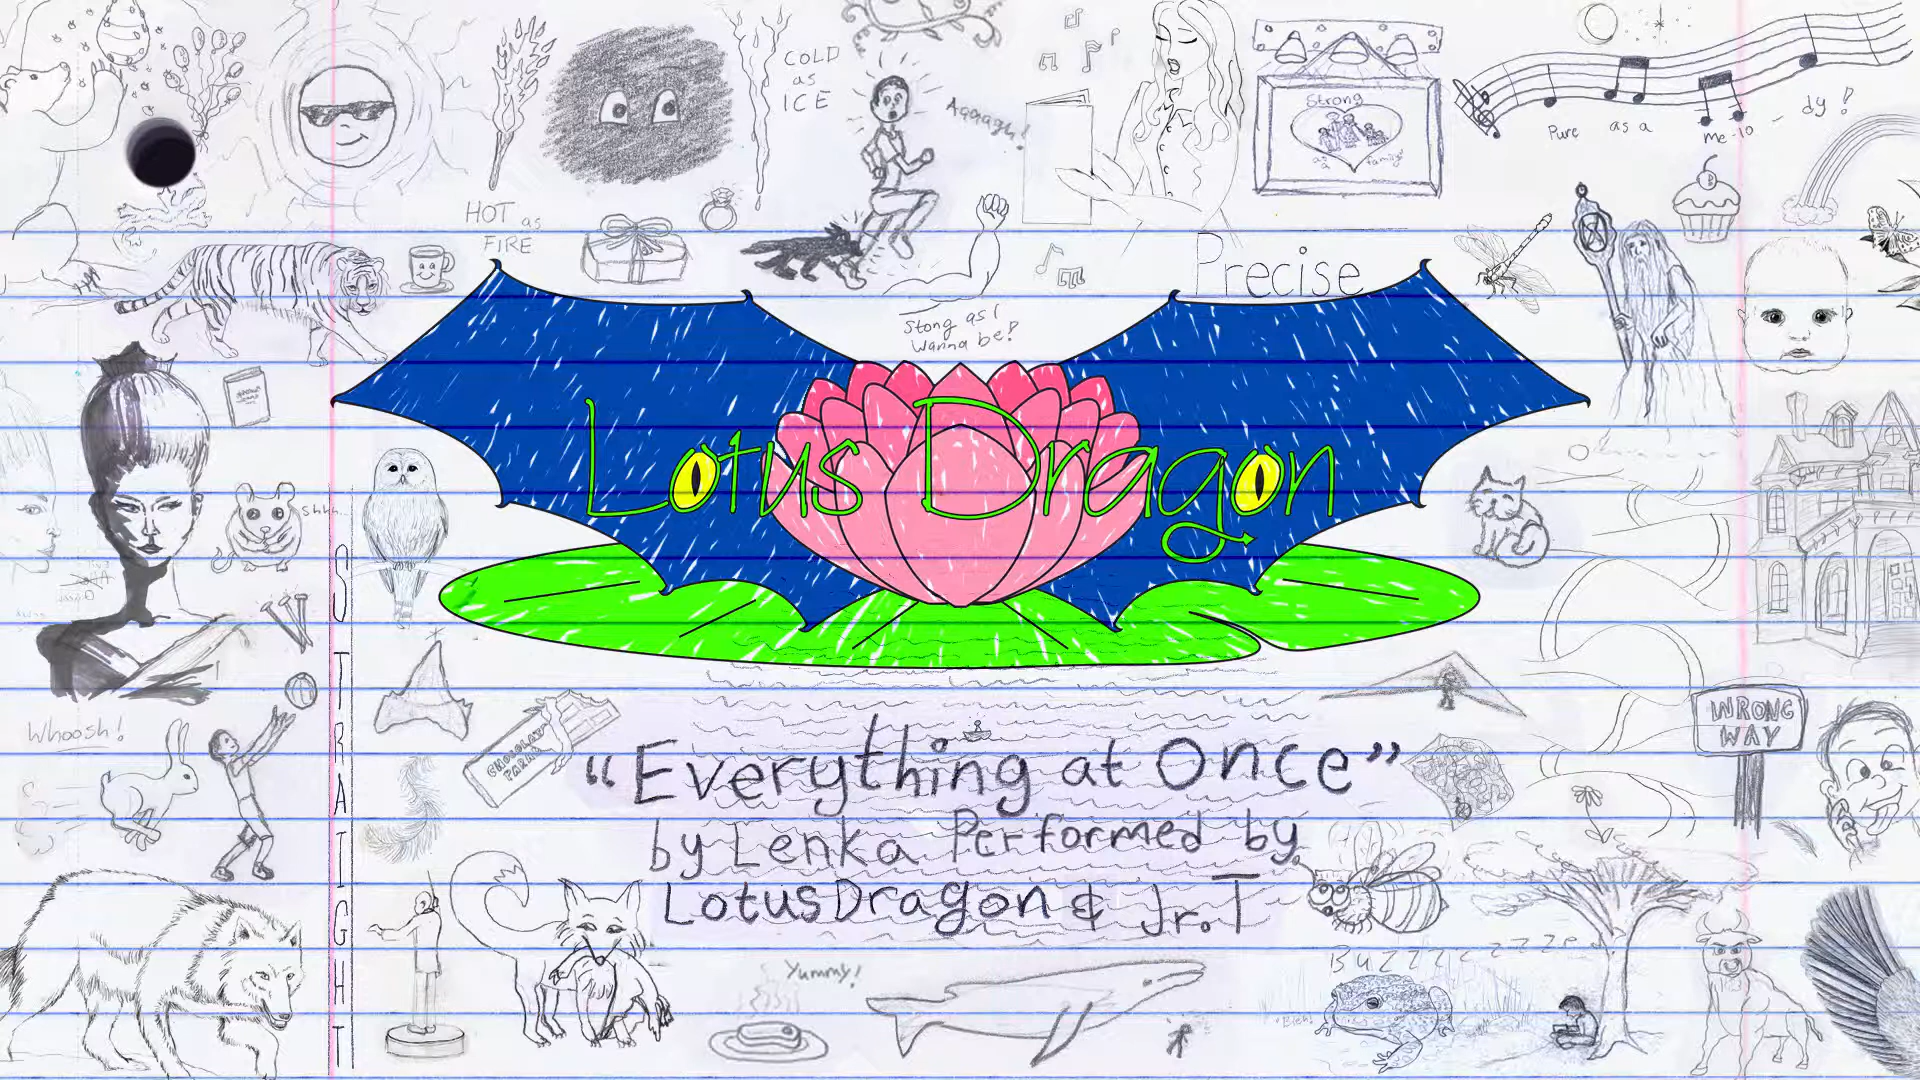 COLD
as
ICE
Aaaagh!
Strong
as
a
family!
Pure as a me-lo-dy!
HOT as
FIRE
Precise
Stong as I
Wanna be!
Lotus Dragon
Shhh...
STRAIGHT
Whoosh!
CHOCOLAT
WRONG
WAY
"Everything at Once"
by Lenka Performed by
LotusDragon & Jr.T
BUZZZZZZZZ
Yummy!
"Bleh!"